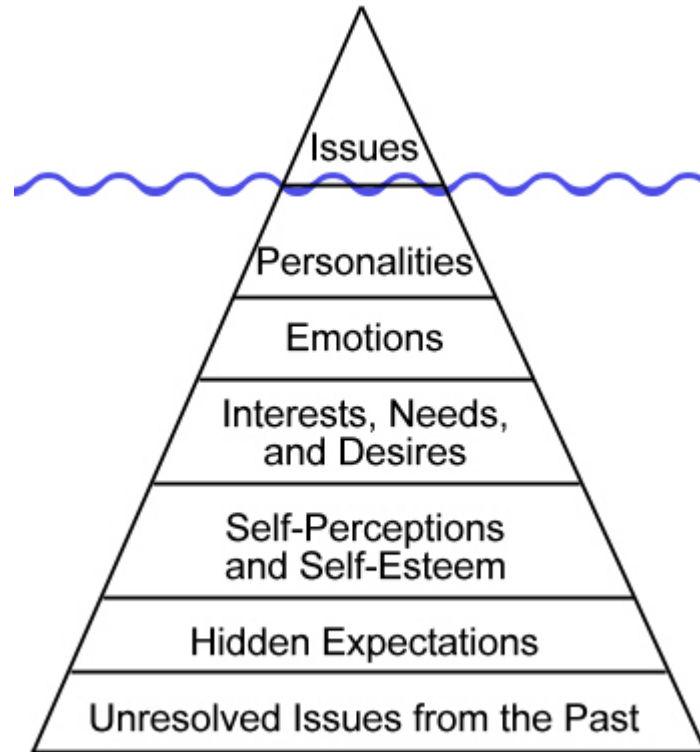 Issues
Personalities
Emotions
Interests, Needs,
and Desires
Self-Perceptions
and Self-Esteem
Hidden Expectations
Unresolved Issues from the Past